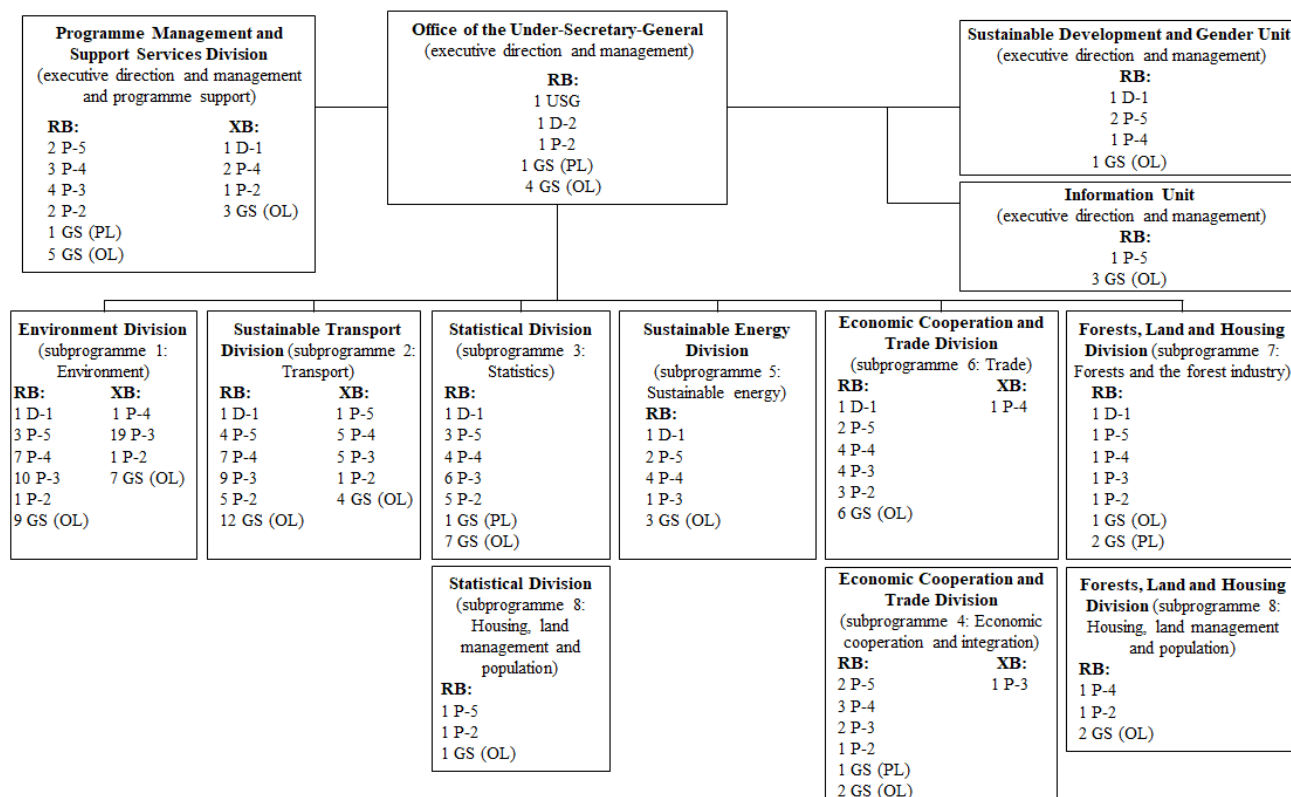 Programme Management and
Support Services Division
(executive direction and management
and programme support)
RB:
2 P-5
3 P-4
4 P-3
2 P-2
1 GS (PL)
5 GS (OL)
XB:
1 D-1
2 P-4
1 P-2
3 GS (OL)
Office of the Under-Secretary-General
(executive direction and management)
RB:
1 USG
1 D-2
1 P-2
1 GS (PL)
4 GS (OL)
Sustainable Development and Gender Unit
(executive direction and management)
RB:
1 D-1
2 P-5
1 P-4
1 GS (OL)
Information Unit
(executive direction and management)
RB:
1 P-5
3 GS (OL)
Environment Division
(subprogramme 1:
Environment)
RB:
1 D-1
3 P-5
7 P-4
10 P-3
1 P-2
9 GS (OL)
XB:
1 P-4
19 P-3
1 P-2
7 GS (OL)
Sustainable Transport
Division (subprogramme 2:
Transport)
RB:
1 D-1
4 P-5
7 P-4
9 P-3
5 P-2
12 GS (OL)
XB:
1 P-5
5 P-4
5 P-3
1 P-2
4 GS (OL)
Statistical Division
(subprogramme 3:
Statistics)
RB:
1 D-1
3 P-5
4 P-4
6 P-3
5 P-2
1 GS (PL)
7 GS (OL)
Sustainable Energy
Division
(subprogramme 5:
Sustainable energy)
RB:
1 D-1
2 P-5
4 P-4
1 P-3
3 GS (OL)
Economic Cooperation and
Trade Division
(subprogramme 6: Trade)
RB:
1 D-1
2 P-5
4 P-4
4 P-3
3 P-2
6 GS (OL)
XB:
1 P-4
Forests, Land and Housing
Division (subprogramme 7:
Forests and the forest industry)
RB:
1 D-1
1 P-5
1 P-4
1 P-3
1 P-2
1 GS (OL)
2 GS (PL)
Statistical Division
(subprogramme 8:
Housing, land
management and
population)
RB:
1 P-5
1 P-2
1 GS (OL)
Economic Cooperation and
Trade Division
(subprogramme 4: Economic
cooperation and integration)
RB:
2 P-5
3 P-4
2 P-3
1 P-2
1 GS (PL)
2 GS (OL)
XB:
1 P-3
Forests, Land and Housing
Division (subprogramme 8:
Housing, land management
and population)
RB:
1 P-4
1 P-2
2 GS (OL)